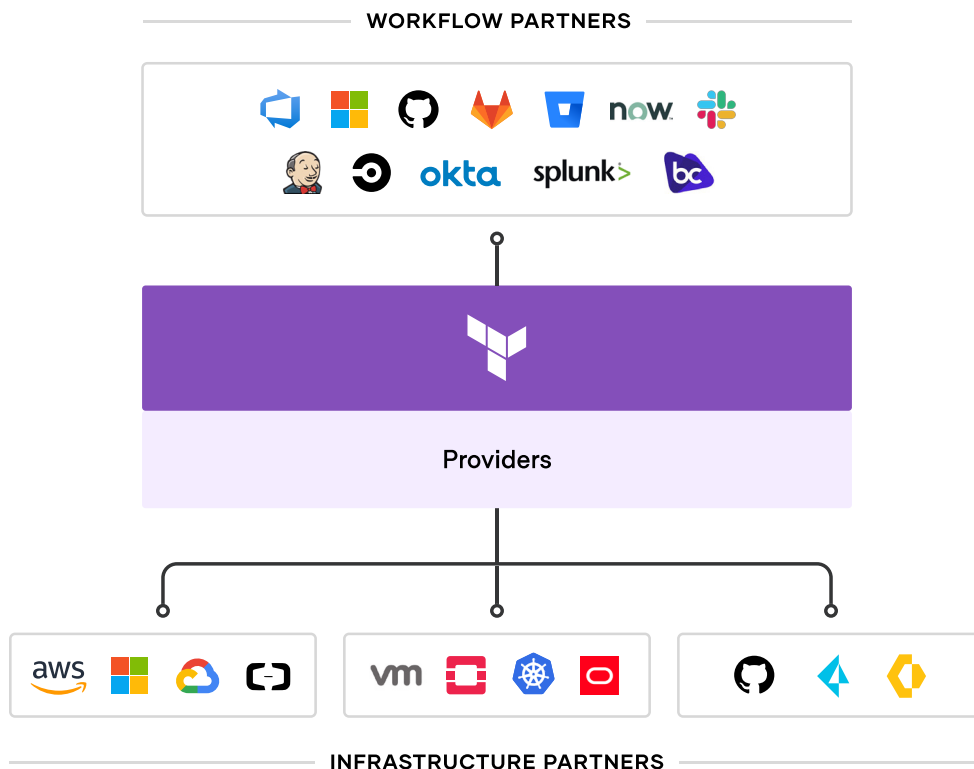 WORKFLOW PARTNERS
now.
okta splunk> bc
Providers
aws vm
INFRASTRUCTURE PARTNERS